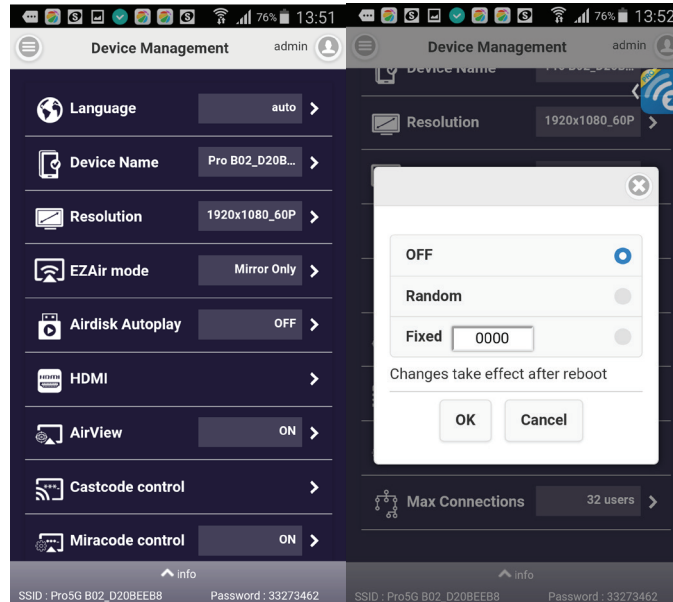 76% 13:51
Device Management admin
Language auto
Device Name Pro B02_D20B...
Resolution 1920x1080_60P
EZAir mode Mirror Only
Airdisk Autoplay OFF
HDMI
AirView ON
Castcode control
Miracode control ON
info
SSID : Pro5G B02_D20BEEB8 Password : 33273462
76% 13:52
Device Management admin
Device Name
Resolution 1920x1080_60P
OFF
Random
Fixed 0000
Changes take effect after reboot
OK Cancel
Max Connections 32 users
info
SSID : Pro5G B02_D20BEEB8 Password : 33273462